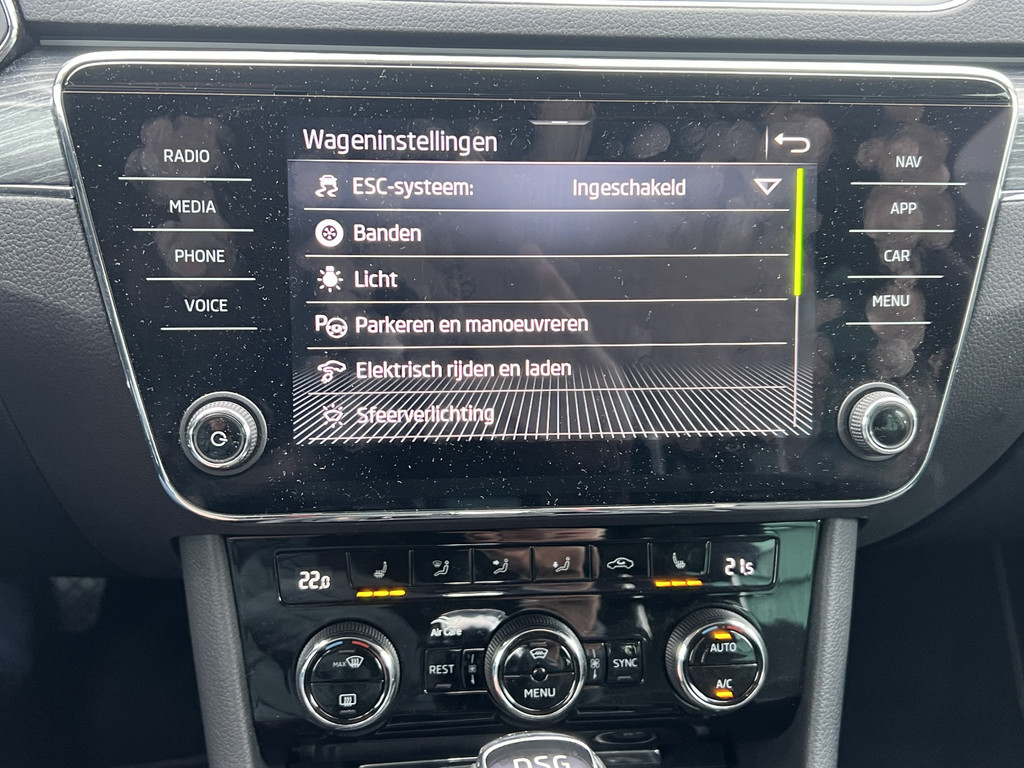 Wageninstellingen
RADIO
MEDIA
PHONE
VOICE
ESC-systeem: Ingeschakeld
Banden
Licht
Parkeren en manoeuvreren
Elektrisch rijden en laden
Sfeerverlichting
NAV
APP
CAR
MENU
22.0
21.5
Air Care
MAX
REST
MENU
SYNC
AUTO
A/C
DSG